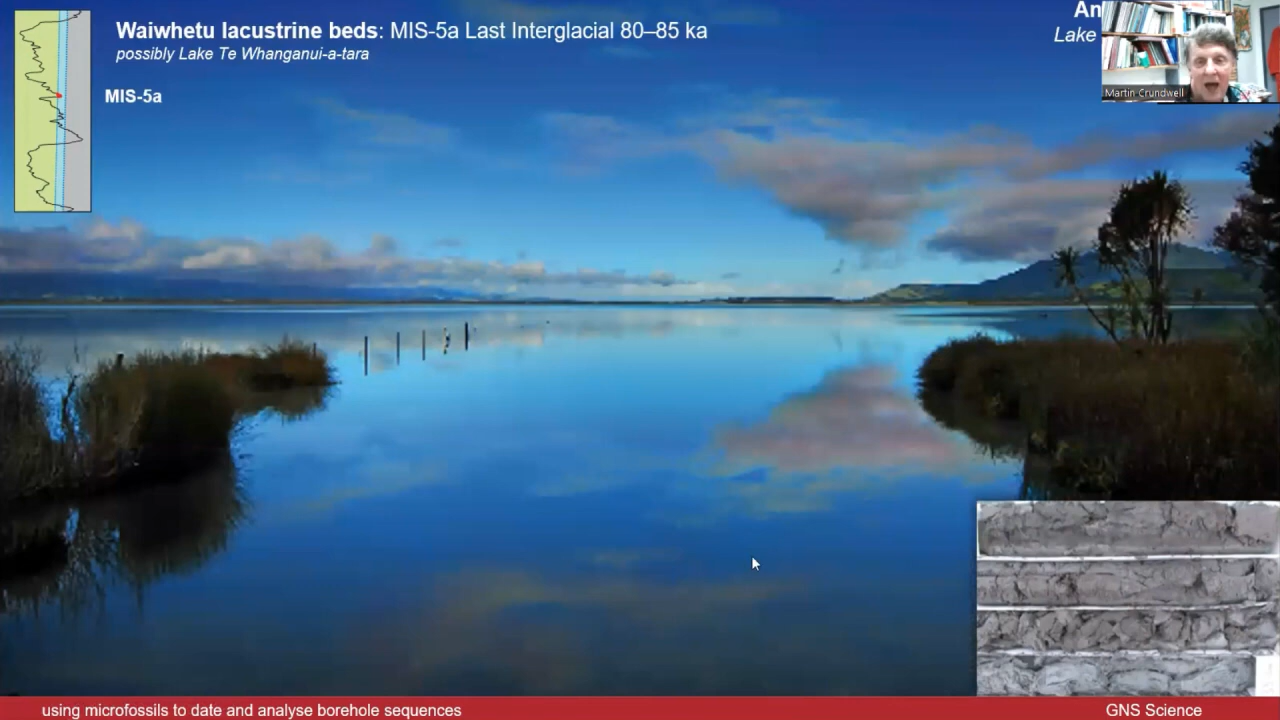 Waiwhetu lacustrine beds: MIS-5a Last Interglacial 80–85 ka
possibly Lake Te Whanganui-a-tara
MIS-5a
An
Lake
Martin Crundwell
using microfossils to date and analyse borehole sequences
GNS Science